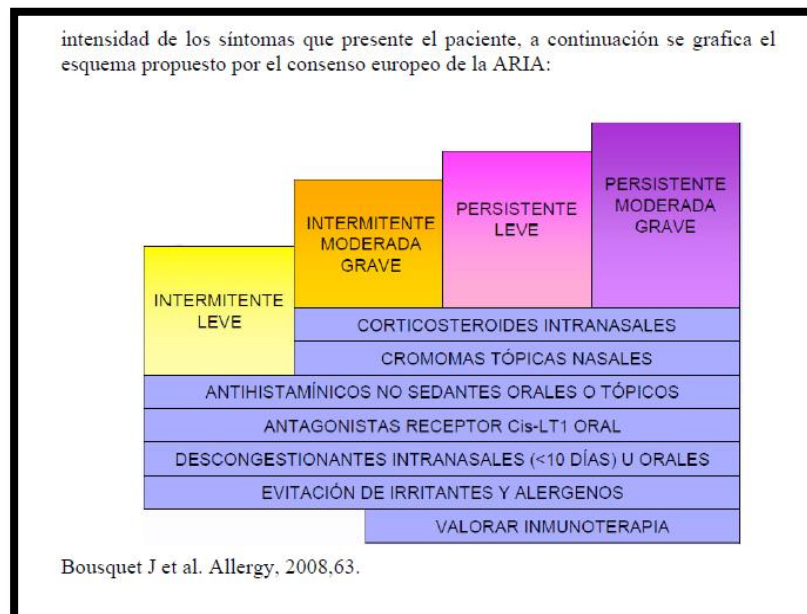 intensidad de los síntomas que presente el paciente, a continuación se grafica el
esquema propuesto por el consenso europeo de la ARIA:
PERSISTENTE
MODERADA
GRAVE
PERSISTENTE
LEVE
INTERMITENTE
MODERADA
GRAVE
INTERMITENTE
LEVE
CORTICOSTEROIDES INTRANASALES
CROMOMAS TÓPICAS NASALES
ANTIHISTAMÍNICOS NO SEDANTES ORALES O TÓPICOS
ANTAGONISTAS RECEPTOR Cis-LT1 ORAL
DESCONGESTIONANTES INTRANASALES (<10 DÍAS) U ORALES
EVITACIÓN DE IRRITANTES Y ALERGENOS
VALORAR INMUNOTERAPIA
Bousquet J et al. Allergy, 2008,63.